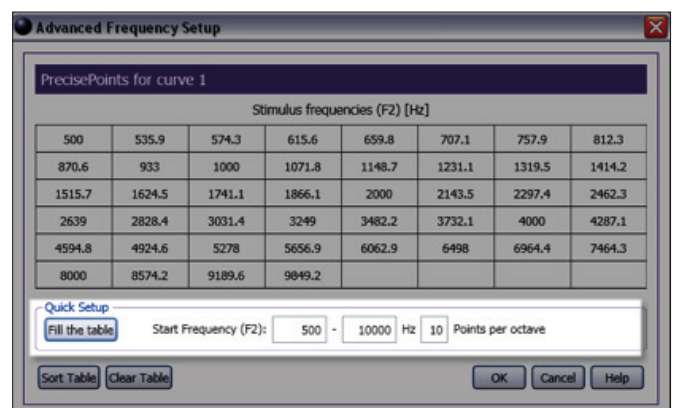 Advanced Frequency Setup
PrecisePoints for curve 1
Stimulus frequencies (F2) [Hz]
500 535.9 574.3 615.6 659.8 707.1 757.9 812.3
870.6 933 1000 1071.8 1148.7 1231.1 1319.5 1414.2
1515.7 1624.5 1741.1 1866.1 2000 2143.5 2297.4 2462.3
2639 2828.4 3031.4 3249 3482.2 3732.1 4000 4287.1
4594.8 4924.6 5278 5656.9 6062.9 6498 6964.4 7464.3
8000 8574.2 9189.6 9849.2
Quick Setup
Fill the table Start Frequency (F2): 500 - 10000 Hz 10 Points per octave
Sort Table Clear Table OK Cancel Help